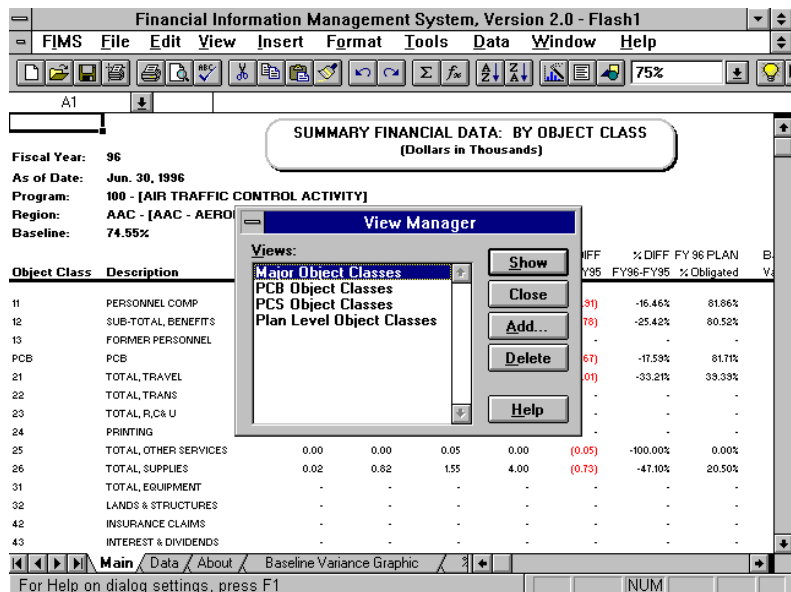 Financial Information Management System, Version 2.0 - Flash1
FIMS File Edit View Insert Format Tools Data Window Help
ABC Σ fx A Z Z A 75%
A1
SUMMARY FINANCIAL DATA: BY OBJECT CLASS
(Dollars in Thousands)
Fiscal Year: 96
As of Date: Jun. 30, 1996
Program: 100 - [AIR TRAFFIC CONTROL ACTIVITY]
Region: AAC - [AAC - AERO
Baseline: 74.55%
View Manager
Views:
Major Object Classes
PCB Object Classes
PCS Object Classes
Plan Level Object Classes
Show
Close
Add...
Delete
Help
IFF % DIFF FY 96 PLAN B
Object Class Description Y95 FY96-FY95 % Obligated Va
11 PERSONNEL COMP .91) -16.46% 81.86%
12 SUB-TOTAL, BENEFITS 78) -25.42% 80.52%
13 FORMER PERSONNEL - - -
PCB PCB 67) -17.59% 81.71%
21 TOTAL, TRAVEL .01) -33.21% 39.39%
22 TOTAL, TRANS - - -
23 TOTAL, R,C& U - - -
24 PRINTING - - -
25 TOTAL, OTHER SERVICES 0.00 0.00 0.05 0.00 (0.05) -100.00% 0.00%
26 TOTAL, SUPPLIES 0.02 0.82 1.55 4.00 (0.73) -47.10% 20.50%
31 TOTAL, EQUIPMENT - - - - - - -
32 LANDS & STRUCTURES - - - - - - -
42 INSURANCE CLAIMS - - - - - - -
43 INTEREST & DIVIDENDS - - - - - - -
Main Data About Baseline Variance Graphic
For Help on dialog settings, press F1 NUM